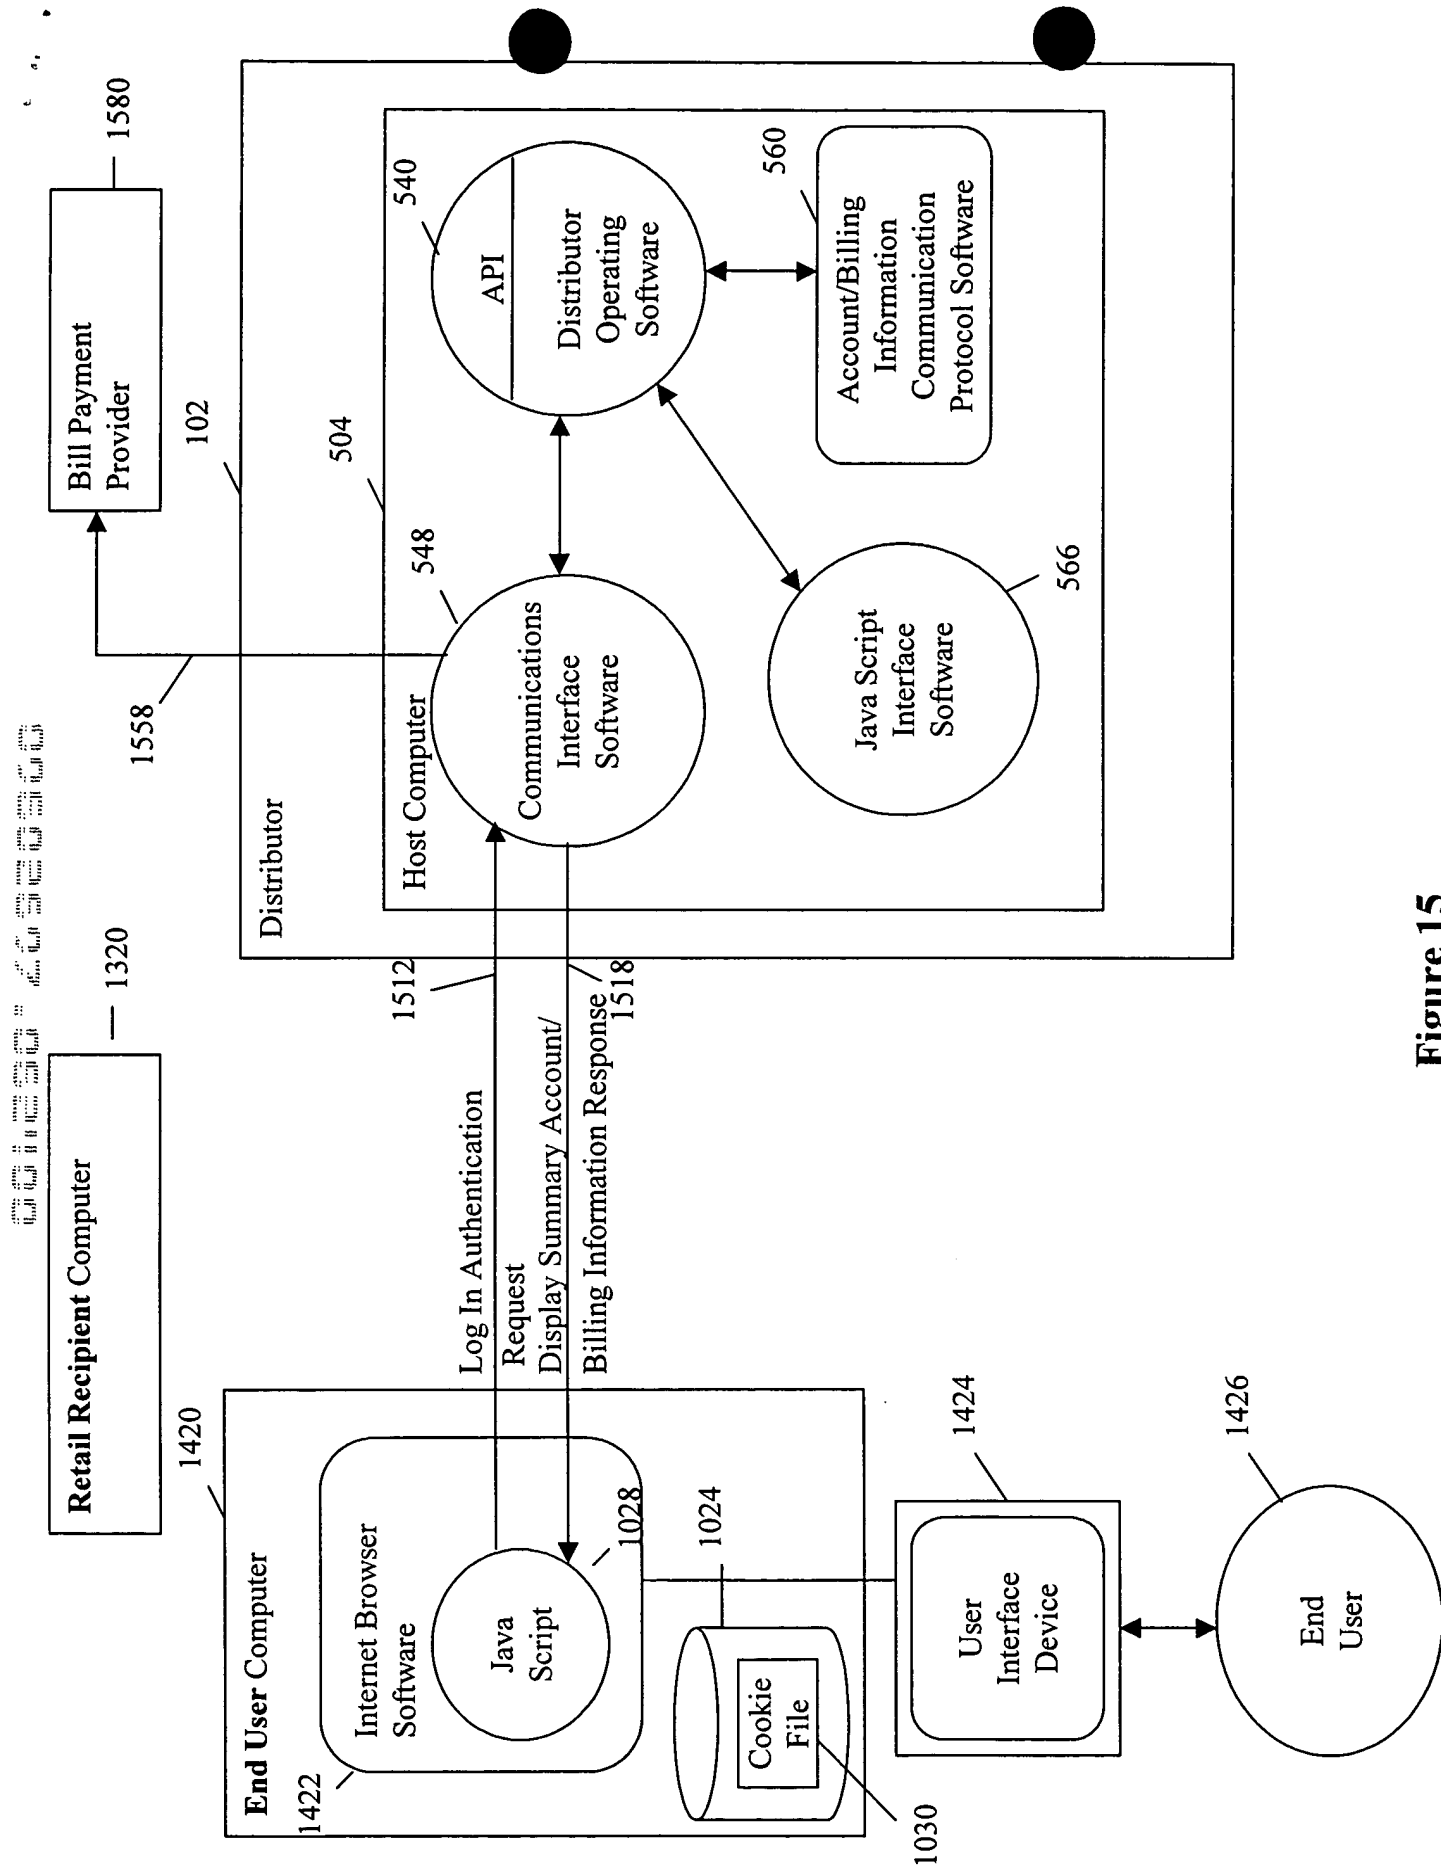 Retail Recipient Computer
1320
Bill Payment
Provider
1580
1558
1420
End User Computer
1422
Internet Browser
Software
Java
Script
1028
1024
Cookie
File
1030
Log In Authentication
Request
1512
Display Summary Account/
Billing Information Response
1518
Distributor
102
Host Computer
504
548
Communications
Interface
Software
540
API
Distributor
Operating
Software
560
Account/Billing
Information
Communication
Protocol Software
Java Script
Interface
Software
566
User
Interface
Device
1424
End
User
1426
Figure 15